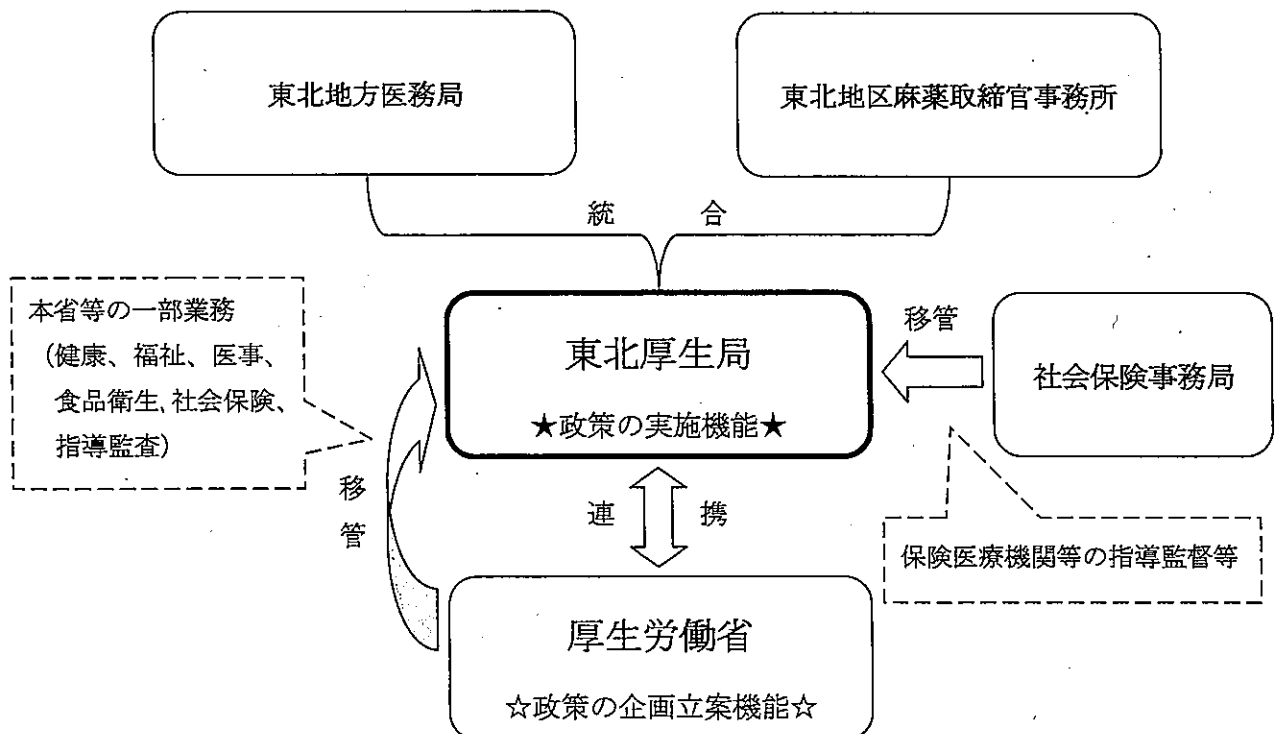 東北地方医務局
東北地区麻薬取締官事務所
統　合
本省等の一部業務
（健康、福祉、医事、
食品衛生、社会保険、
指導監査）
東北厚生局
★政策の実施機能★
移管
社会保険事務局
移管
連　携
保険医療機関等の指導監督等
厚生労働省
☆政策の企画立案機能☆